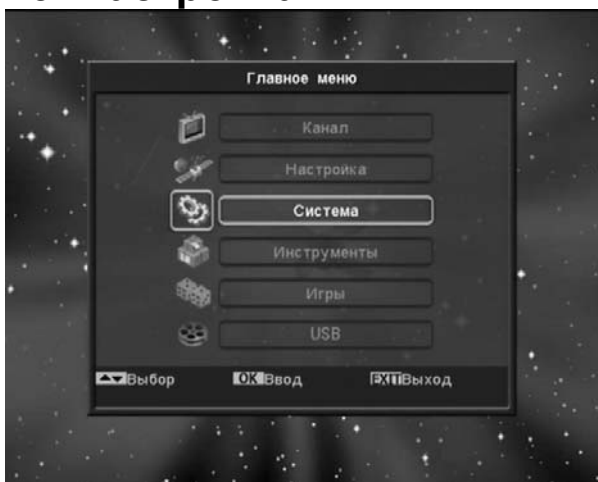 Главное меню
Канал
Настройка
Система
Инструменты
Игры
USB
Выбор OK Ввод EXIT Выход